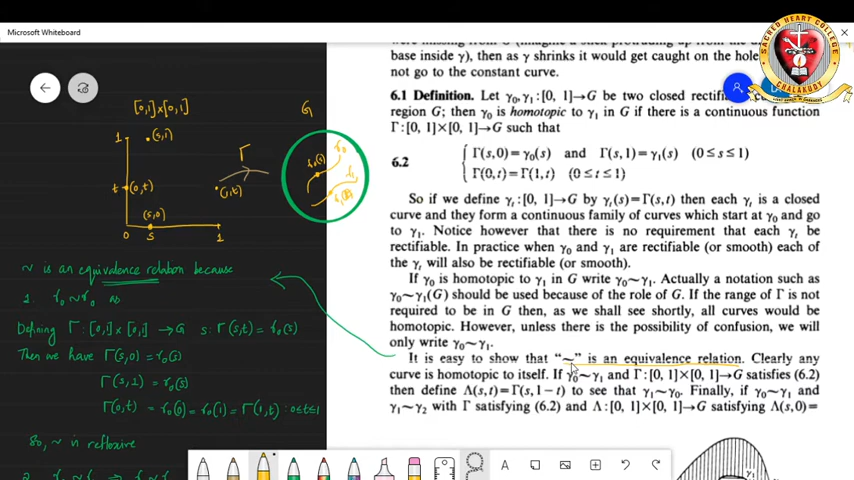 Microsoft Whiteboard
SACRED HEART COLLEGE
CHALAKUDY
[0,1]x[0,1]
G
1
(s,1)
Γ
t
(0,t)
(1,t)
(s,0)
0
s
1
~ is an equivalence relation because
1. γ₀ ~ γ₀ as
Defining Γ : [0,1] x [0,1] → G s: Γ(s,t) = γ₀(s)
Then we have Γ(s,0) = γ₀(s)
Γ(s,1) = γ₀(s)
Γ(0,t) = γ₀(0) = γ₀(1) = Γ(1,t) : 0≤t≤1
So, ~ is reflexive
base inside γ), then as γ shrinks it would get caught on the hole
not go to the constant curve.
6.1 Definition. Let γ₀, γ₁ : [0, 1]→G be two closed rectifi
region G; then γ₀ is homotopic to γ₁ in G if there is a continuous function
Γ: [0, 1]×[0, 1]→G such that
6.2
Γ(s,0)=γ₀(s) and Γ(s,1)=γ₁(s) (0≤s≤1)
Γ(0,t)=Γ(1,t) (0≤t≤1)
So if we define γₜ : [0, 1]→G by γₜ(s)=Γ(s,t) then each γₜ is a closed
curve and they form a continuous family of curves which start at γ₀ and go
to γ₁. Notice however that there is no requirement that each γₜ be
rectifiable. In practice when γ₀ and γ₁ are rectifiable (or smooth) each of
the γₜ will also be rectifiable (or smooth).
If γ₀ is homotopic to γ₁ in G write γ₀~γ₁. Actually a notation such as
γ₀~γ₁(G) should be used because of the role of G. If the range of Γ is not
required to be in G then, as we shall see shortly, all curves would be
homotopic. However, unless there is the possibility of confusion, we will
only write γ₀~γ₁.
It is easy to show that "~" is an equivalence relation. Clearly any
curve is homotopic to itself. If γ₀~γ₁ and Γ: [0, 1]×[0, 1]→G satisfies (6.2)
then define Λ(s,t)=Γ(s,1−t) to see that γ₁~γ₀. Finally, if γ₀~γ₁ and
γ₁~γ₂ with Γ satisfying (6.2) and Λ: [0, 1]×[0, 1]→G satisfying Λ(s,0)=
γ₁